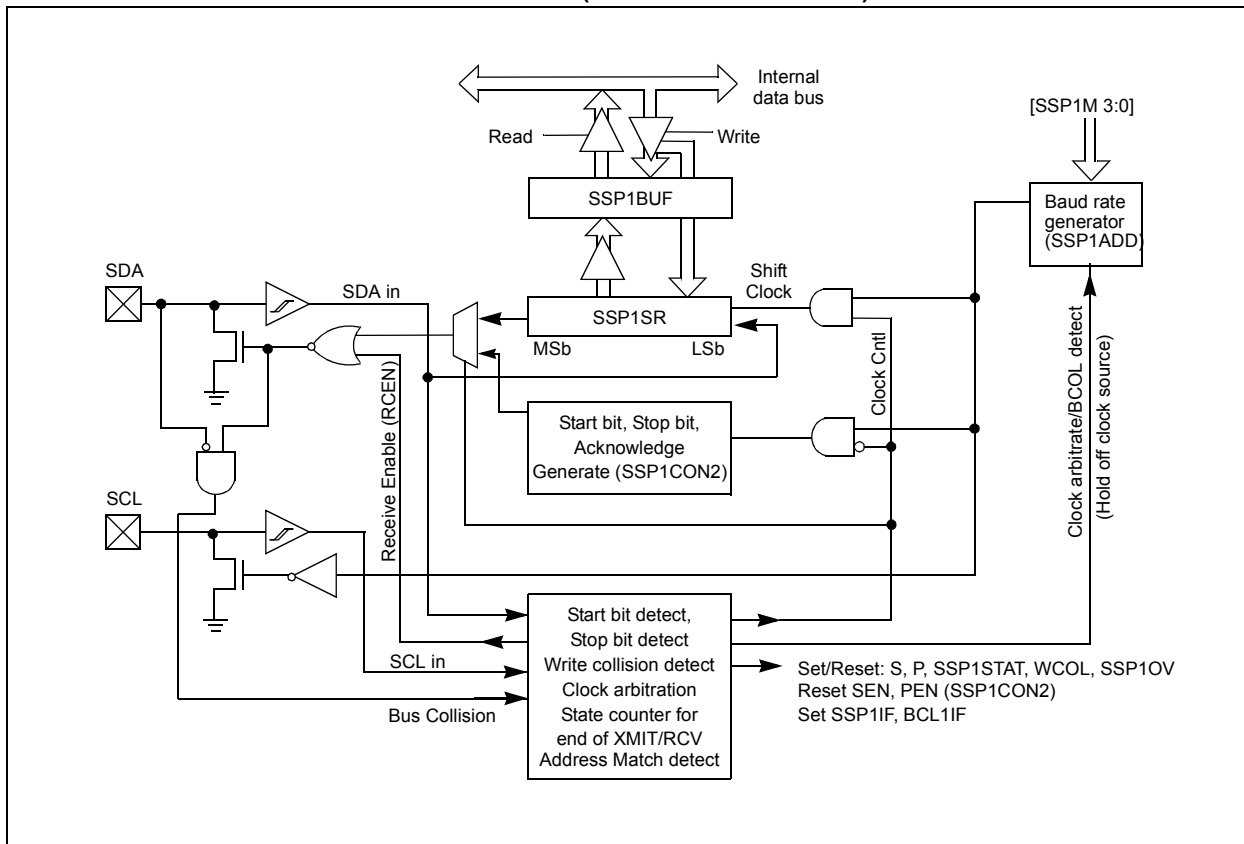 Internal
data bus
[SSP1M 3:0]
Read
Write
SSP1BUF
Baud rate
generator
(SSP1ADD)
SDA
Shift
Clock
SDA in
SSP1SR
MSb
LSb
Receive Enable (RCEN)
Clock Cntl
Clock arbitrate/BCOL detect
(Hold off clock source)
Start bit, Stop bit,
Acknowledge
Generate (SSP1CON2)
SCL
Start bit detect,
Stop bit detect
Write collision detect
Clock arbitration
State counter for
end of XMIT/RCV
Address Match detect
SCL in
Bus Collision
Set/Reset: S, P, SSP1STAT, WCOL, SSP1OV
Reset SEN, PEN (SSP1CON2)
Set SSP1IF, BCL1IF